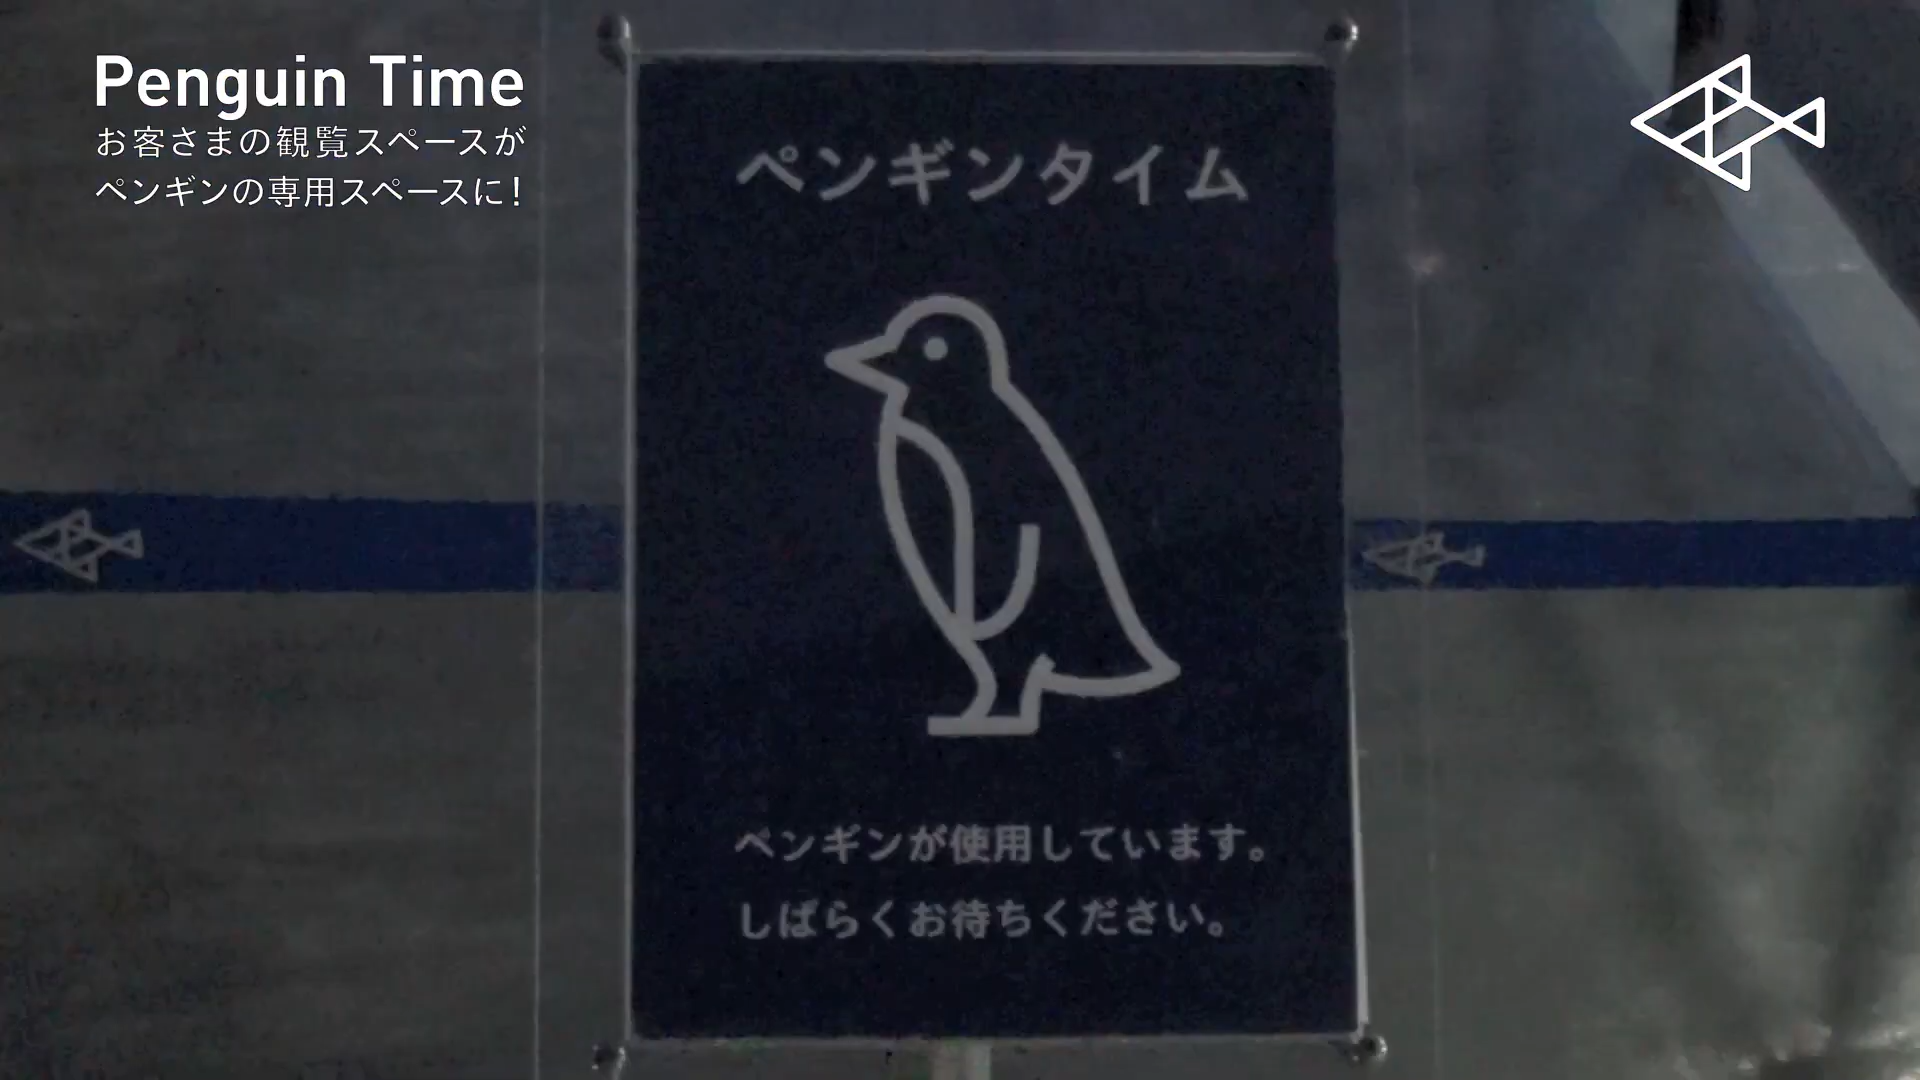 Penguin Time
お客さまの観覧スペースが
ペンギンの専用スペースに!
ペンギンタイム
ペンギンが使用しています。
しばらくお待ちください。